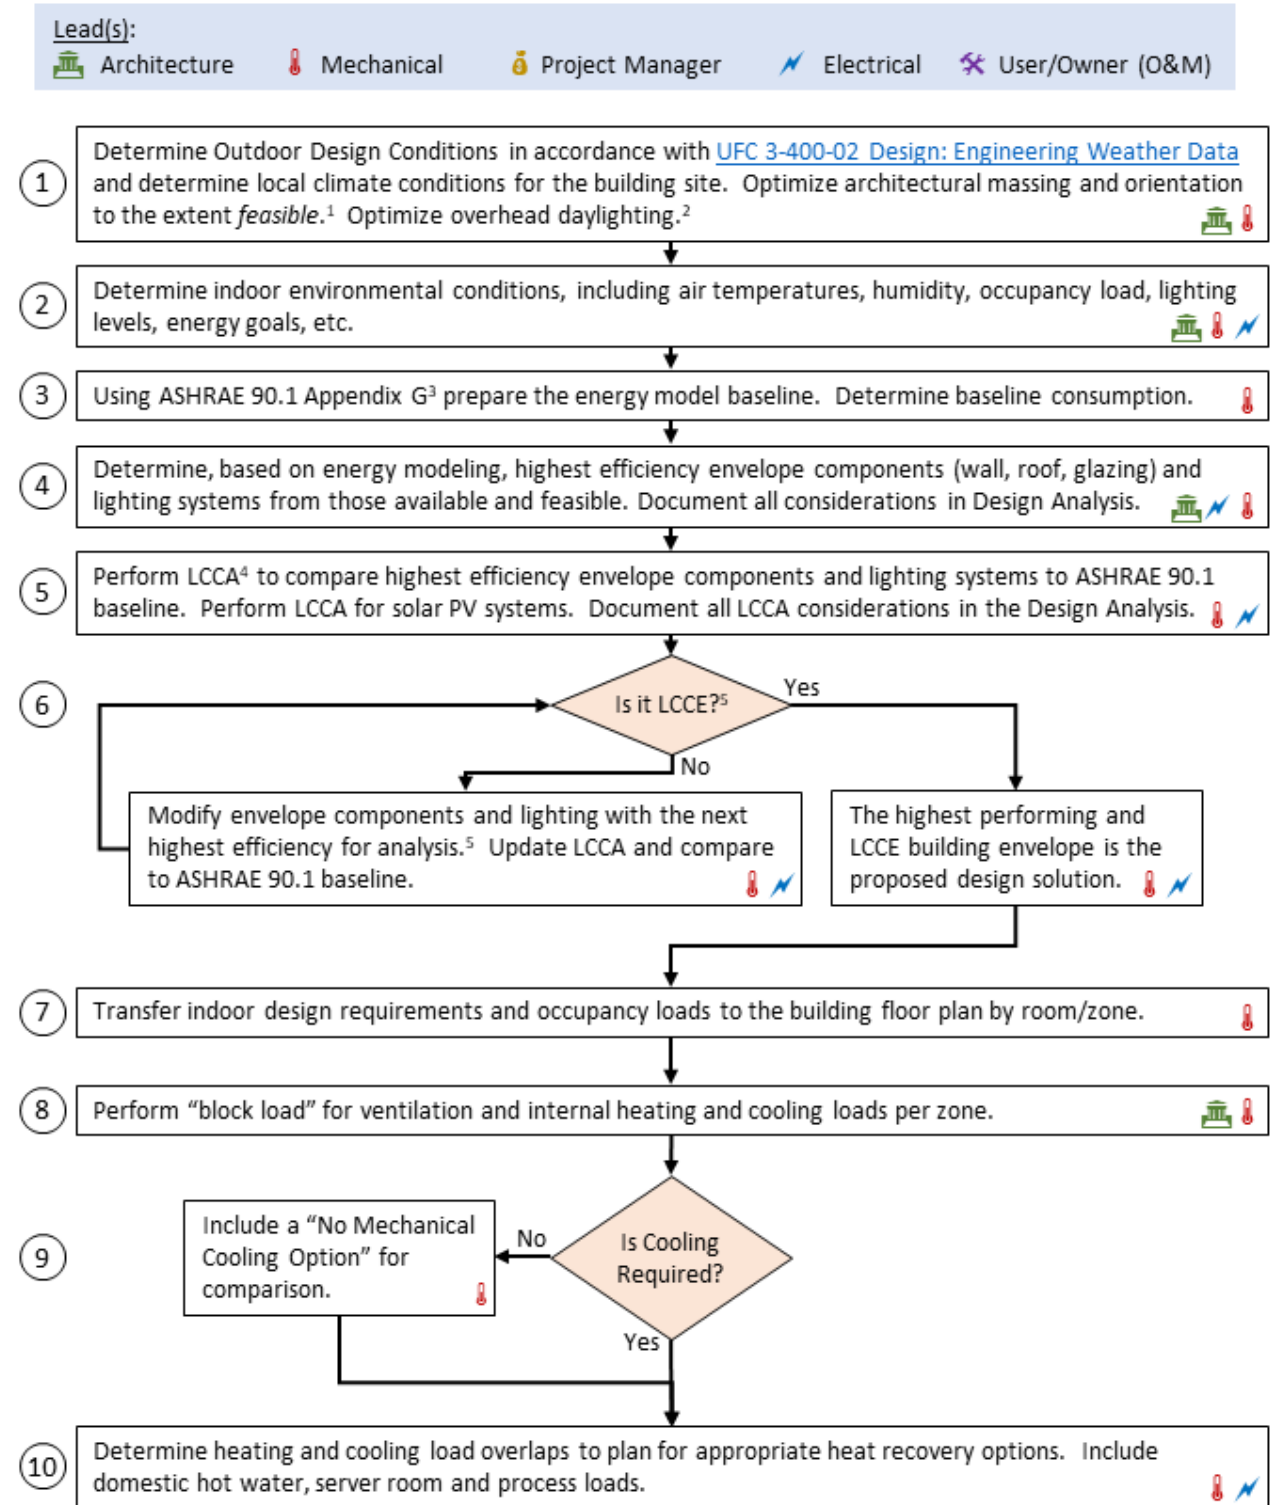 Lead(s):
Architecture Mechanical Project Manager Electrical User/Owner (O&M)
1
Determine Outdoor Design Conditions in accordance with UFC 3-400-02 Design: Engineering Weather Data
and determine local climate conditions for the building site. Optimize architectural massing and orientation
to the extent feasible.¹ Optimize overhead daylighting.²
2
Determine indoor environmental conditions, including air temperatures, humidity, occupancy load, lighting
levels, energy goals, etc.
3
Using ASHRAE 90.1 Appendix G³ prepare the energy model baseline. Determine baseline consumption.
4
Determine, based on energy modeling, highest efficiency envelope components (wall, roof, glazing) and
lighting systems from those available and feasible. Document all considerations in Design Analysis.
5
Perform LCCA⁴ to compare highest efficiency envelope components and lighting systems to ASHRAE 90.1
baseline. Perform LCCA for solar PV systems. Document all LCCA considerations in the Design Analysis.
6
Is it LCCE?⁵
Yes
No
Modify envelope components and lighting with the next
highest efficiency for analysis.⁵ Update LCCA and compare
to ASHRAE 90.1 baseline.
The highest performing and
LCCE building envelope is the
proposed design solution.
7
Transfer indoor design requirements and occupancy loads to the building floor plan by room/zone.
8
Perform “block load” for ventilation and internal heating and cooling loads per zone.
9
Include a “No Mechanical
Cooling Option” for
comparison.
No
Is Cooling
Required?
Yes
10
Determine heating and cooling load overlaps to plan for appropriate heat recovery options. Include
domestic hot water, server room and process loads.